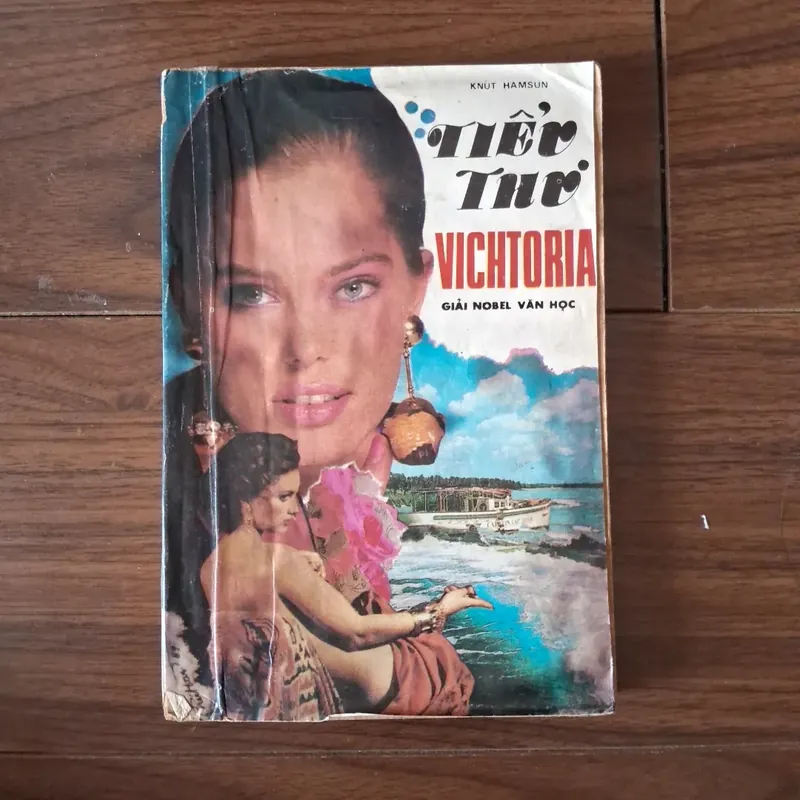 KNUT HAMSUN
TIỂU
THƯ
VICHTORIA
GIẢI NOBEL VĂN HỌC